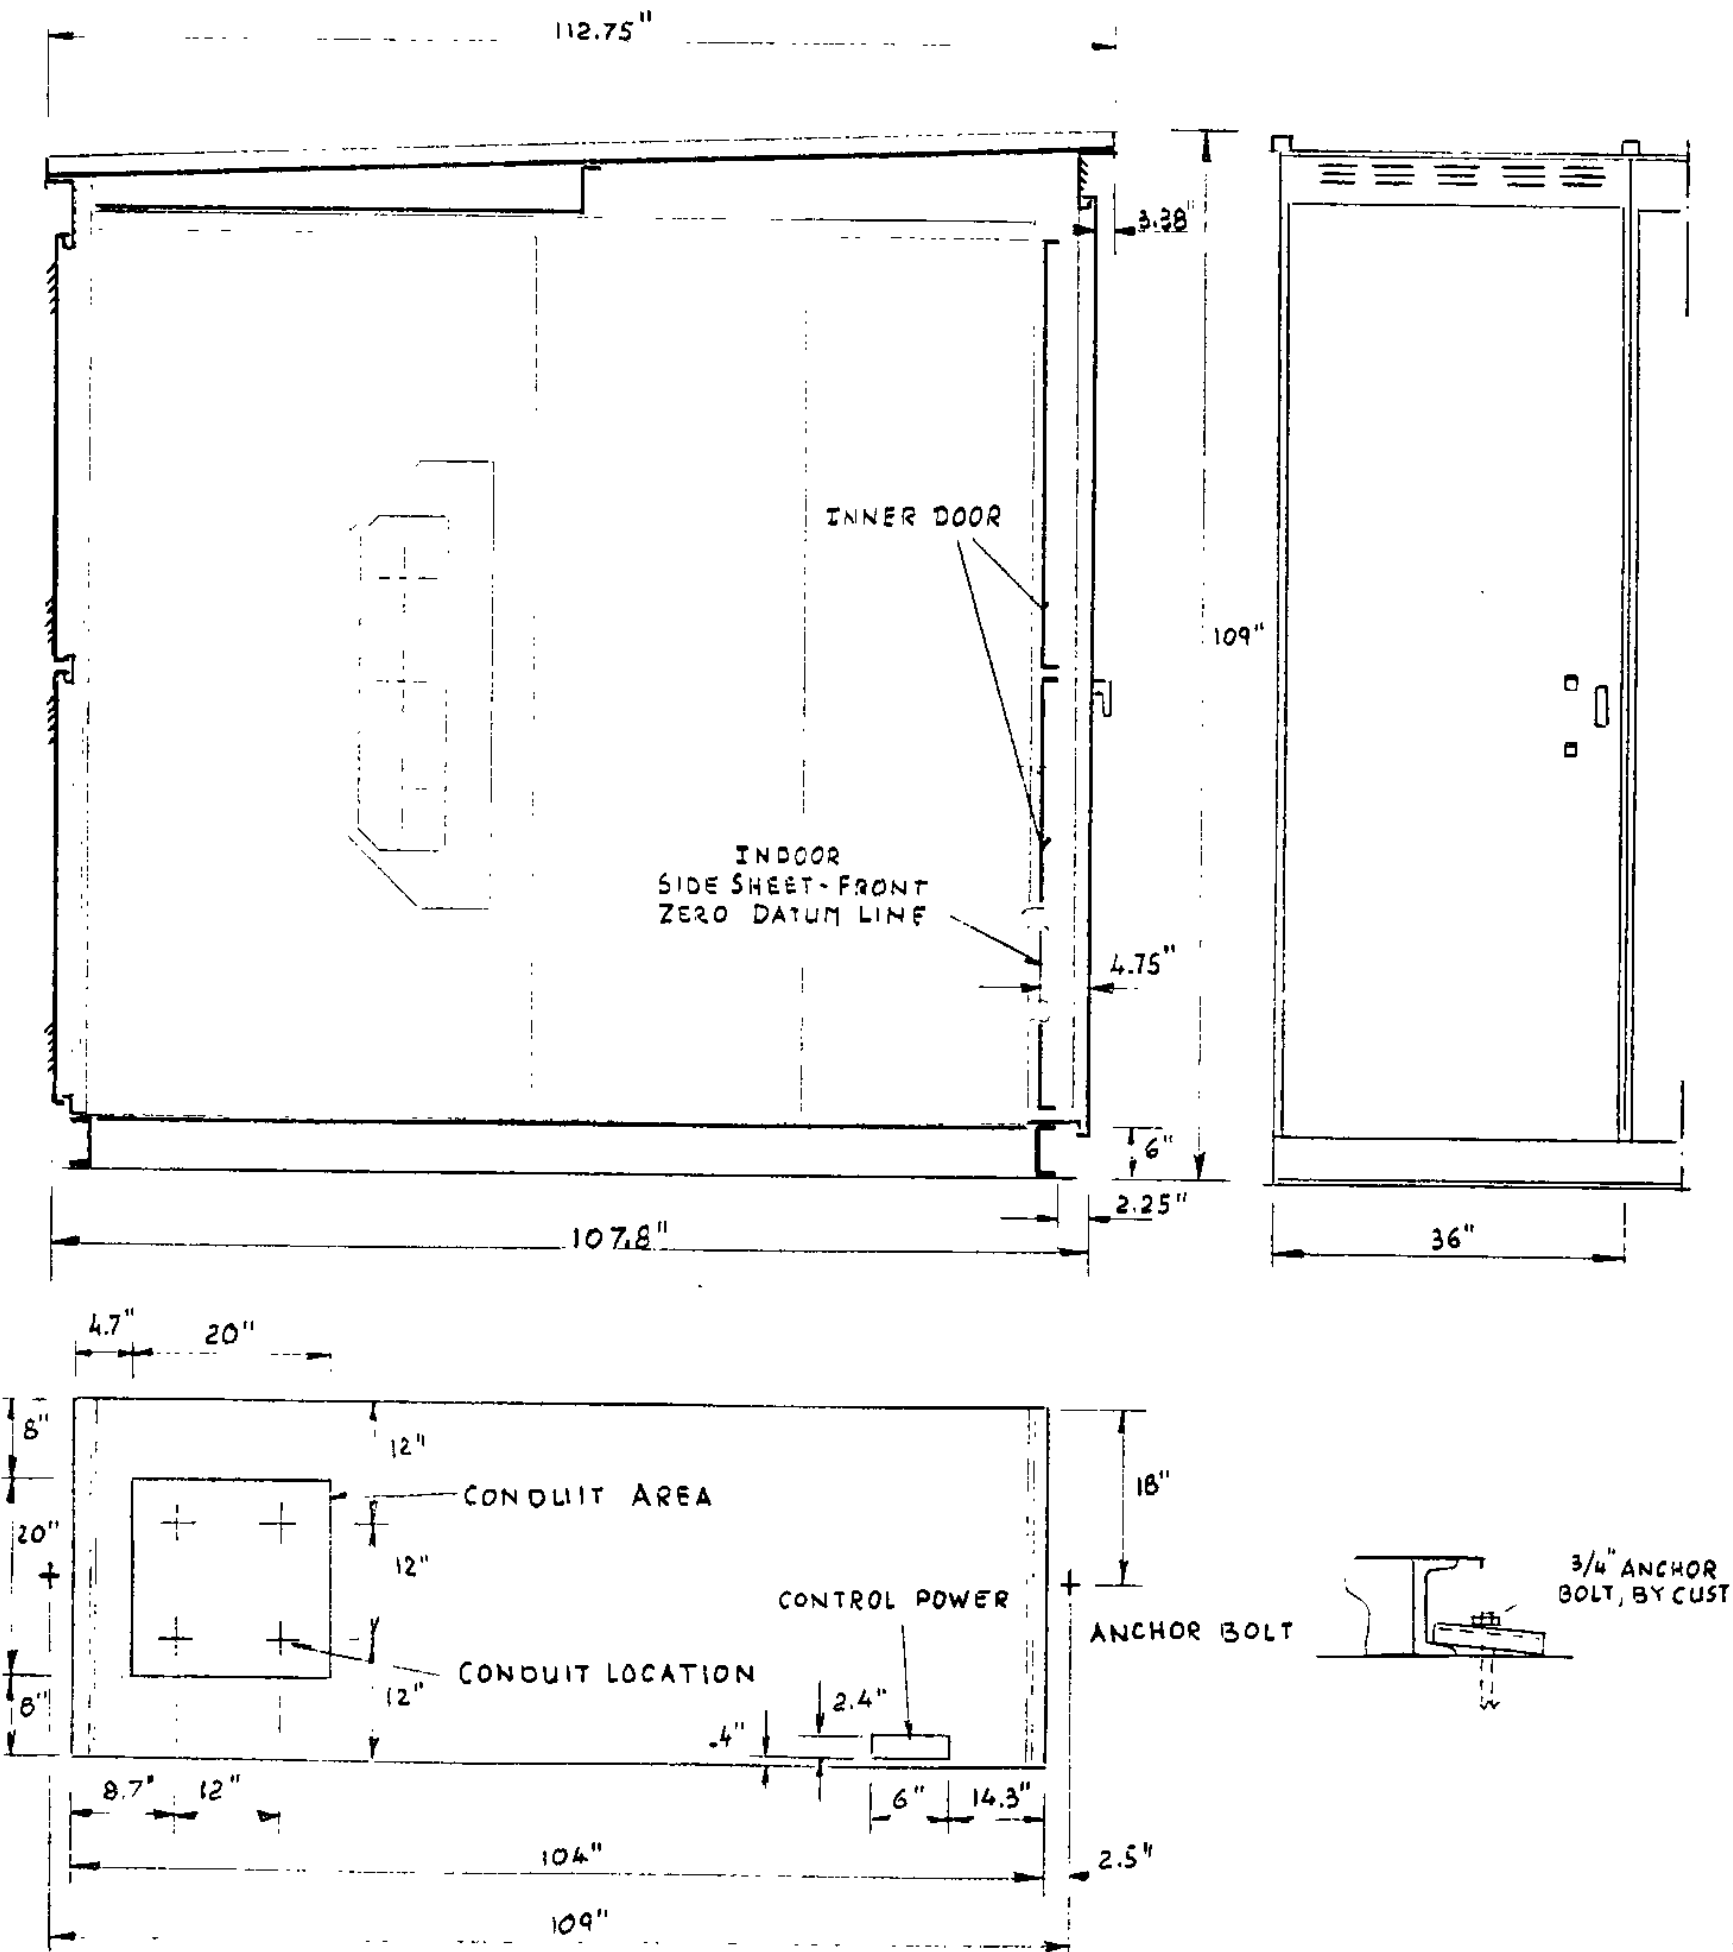 112.75"
3.38"
INNER DOOR
109"
INDOOR
SIDE SHEET-FRONT
ZERO DATUM LINE
4.75"
6"
2.25"
107.8"
36"
4.7"
20"
8"
12"
CONDUIT AREA
18"
20"
12"
3/4" ANCHOR
BOLT, BY CUST
CONTROL POWER
ANCHOR BOLT
CONDUIT LOCATION
8"
12"
2.4"
.4"
8.7"
12"
6"
14.3"
104"
2.5"
109"